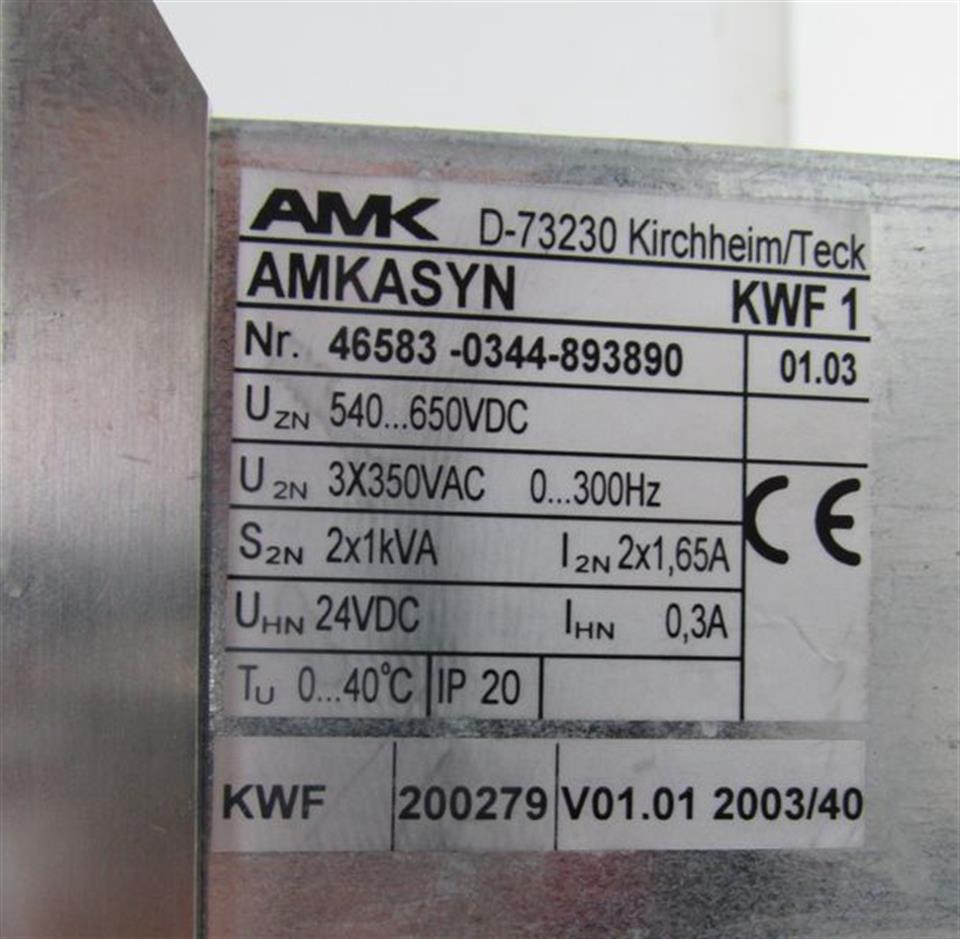 AMK D-73230 Kirchheim/Teck
AMKASYN KWF 1
Nr. 46583 -0344-893890 01.03
UZN 540...650VDC
U2N 3X350VAC 0...300Hz
CE
S2N 2x1kVA I2N 2x1,65A
UHN 24VDC IHN 0,3A
TU 0...40°C IP 20
KWF 200279 V01.01 2003/40